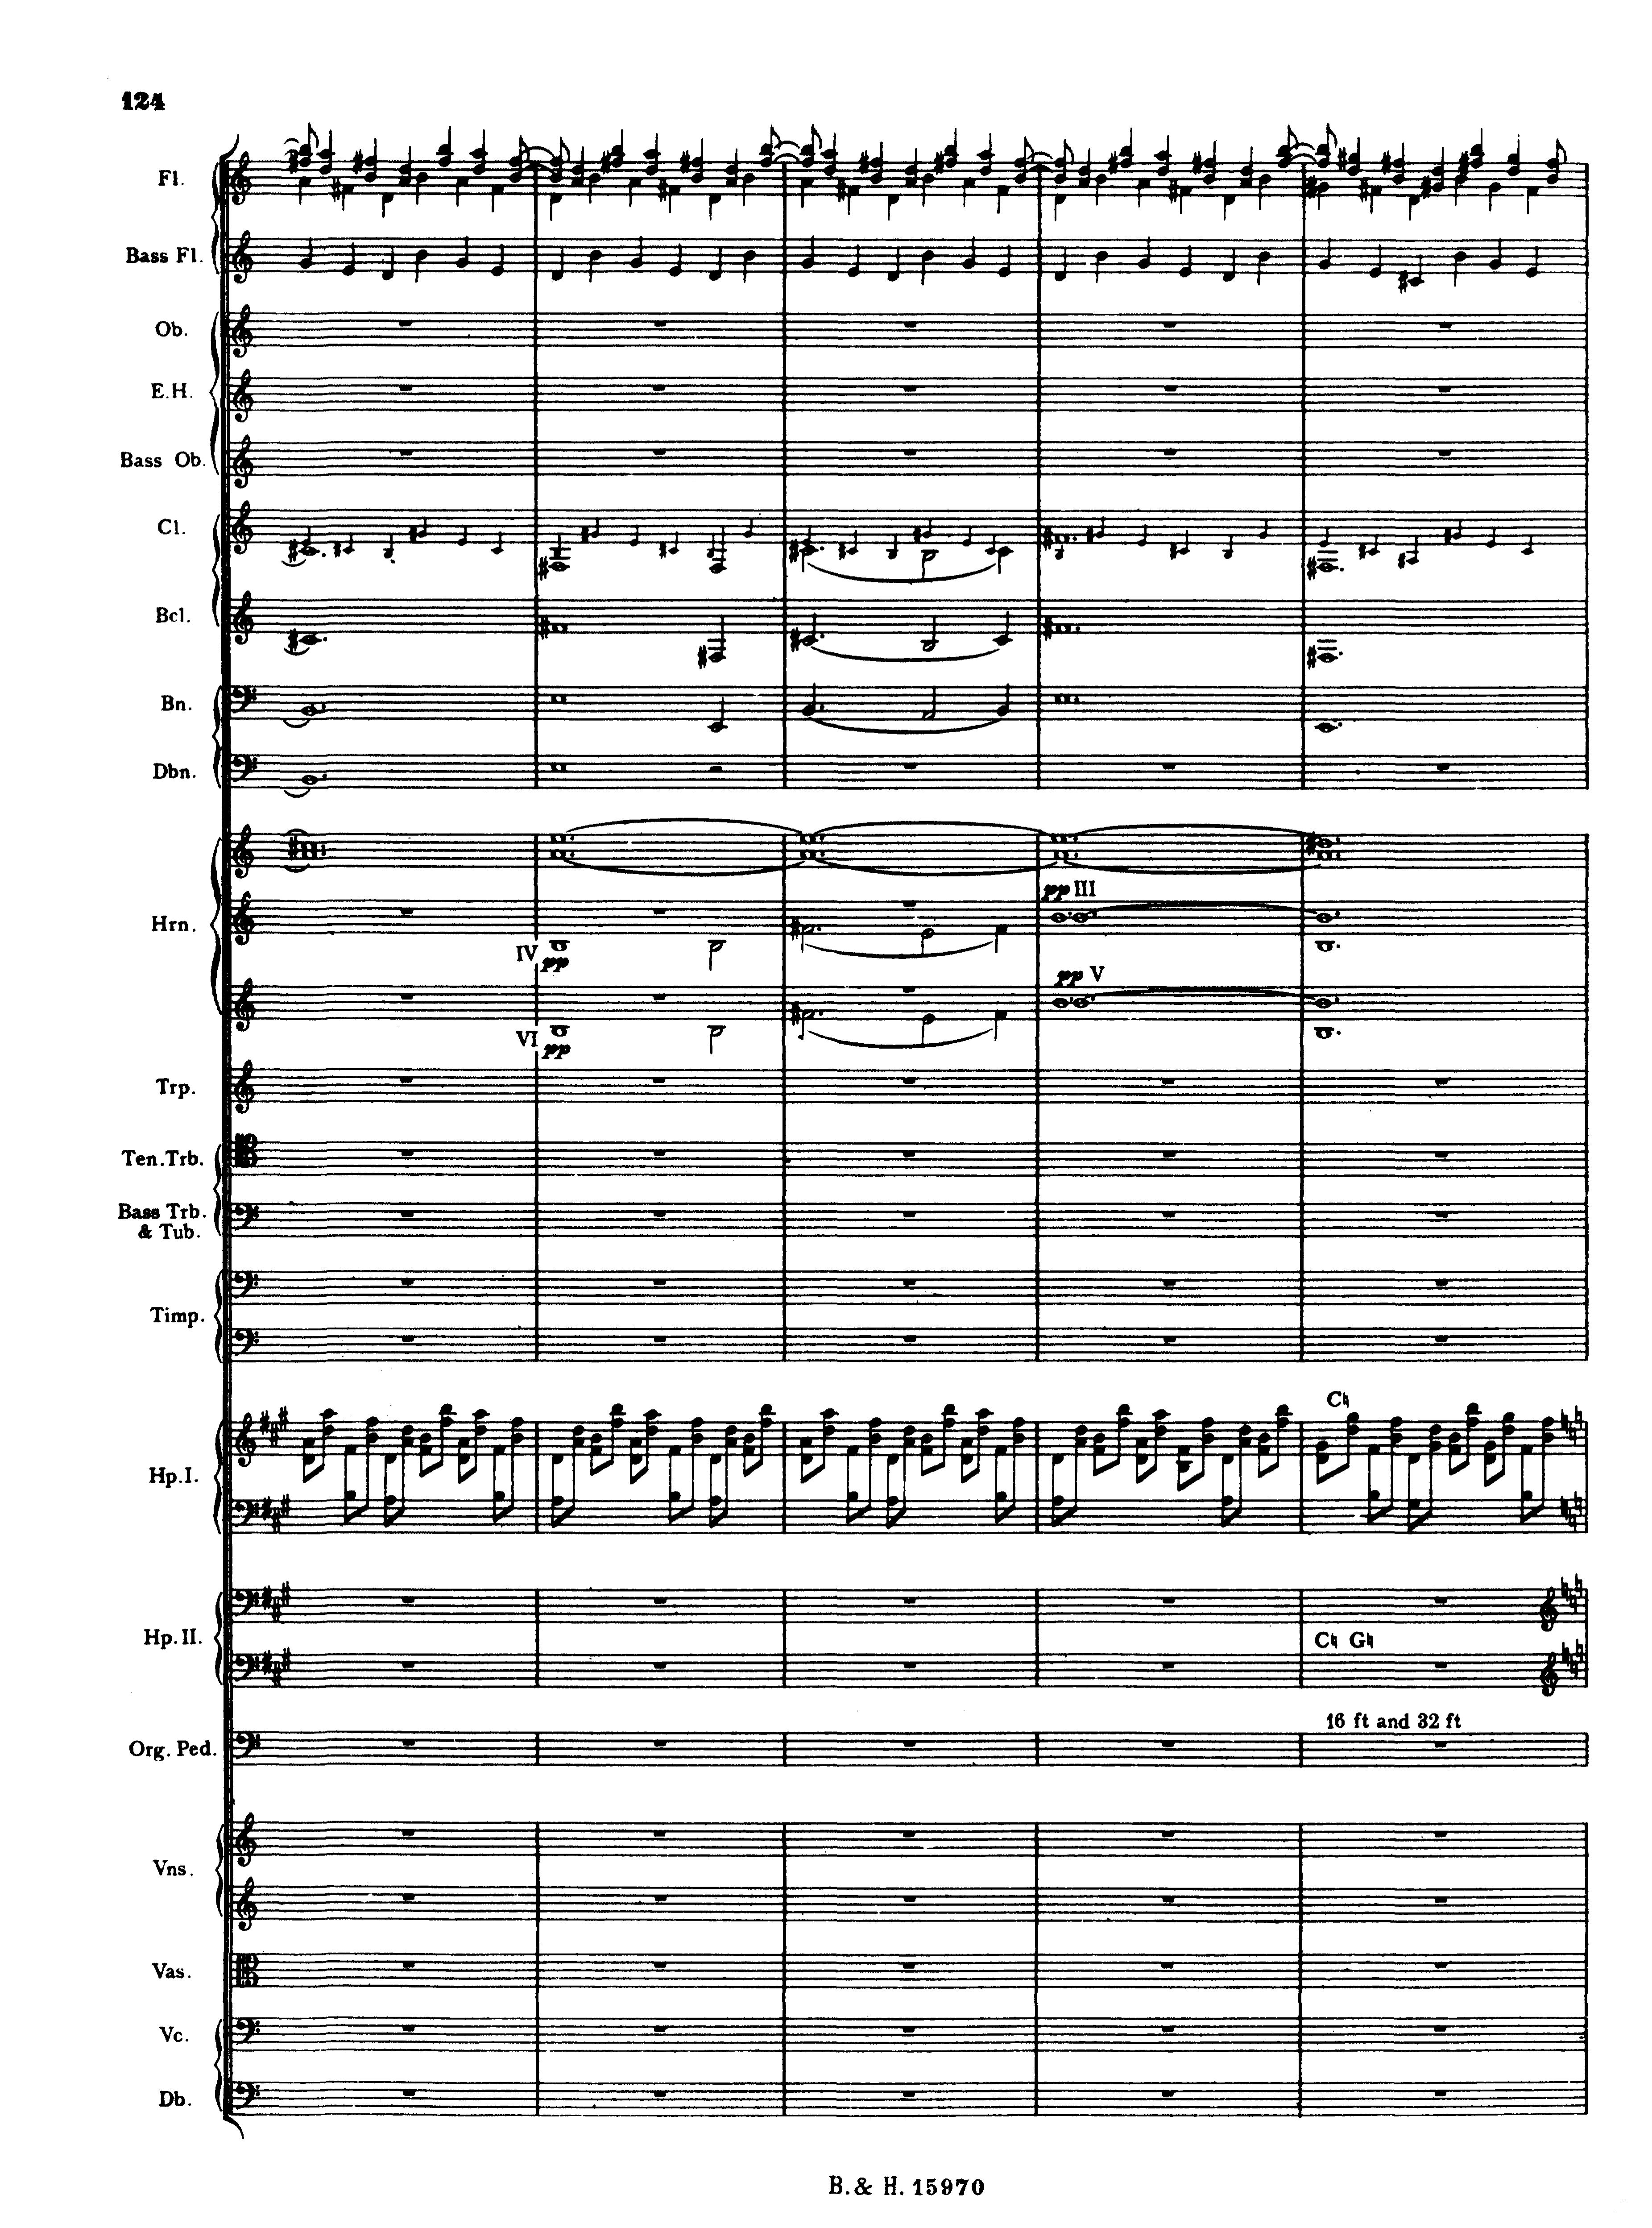 124
Fl.
Bass Fl.
Ob.
E.H.
Bass Ob.
Cl.
Bcl.
Bn.
Dbn.
pp III
Hrn.
IV pp
pp V
VI pp
Trp.
Ten.Trb.
Bass Trb.
& Tub.
Timp.
C♮
Hp.I.
Hp.II.
C♮ G♮
16 ft and 32 ft
Org. Ped.
Vns.
Vas.
Vc.
Db.
B. & H. 15970